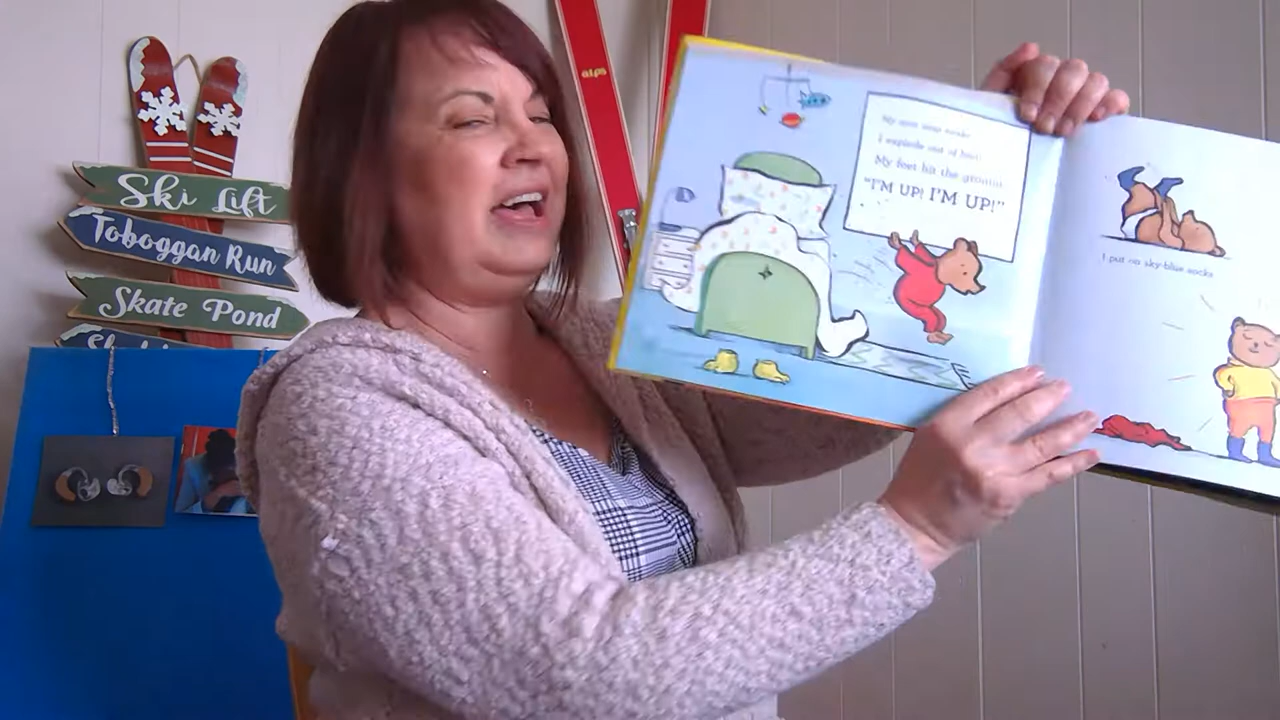 alps
Ski Lift
Toboggan Run
Skate Pond
I explode out of bed.
My feet hit the ground.
"I'M UP! I'M UP!"
I put on sky-blue socks